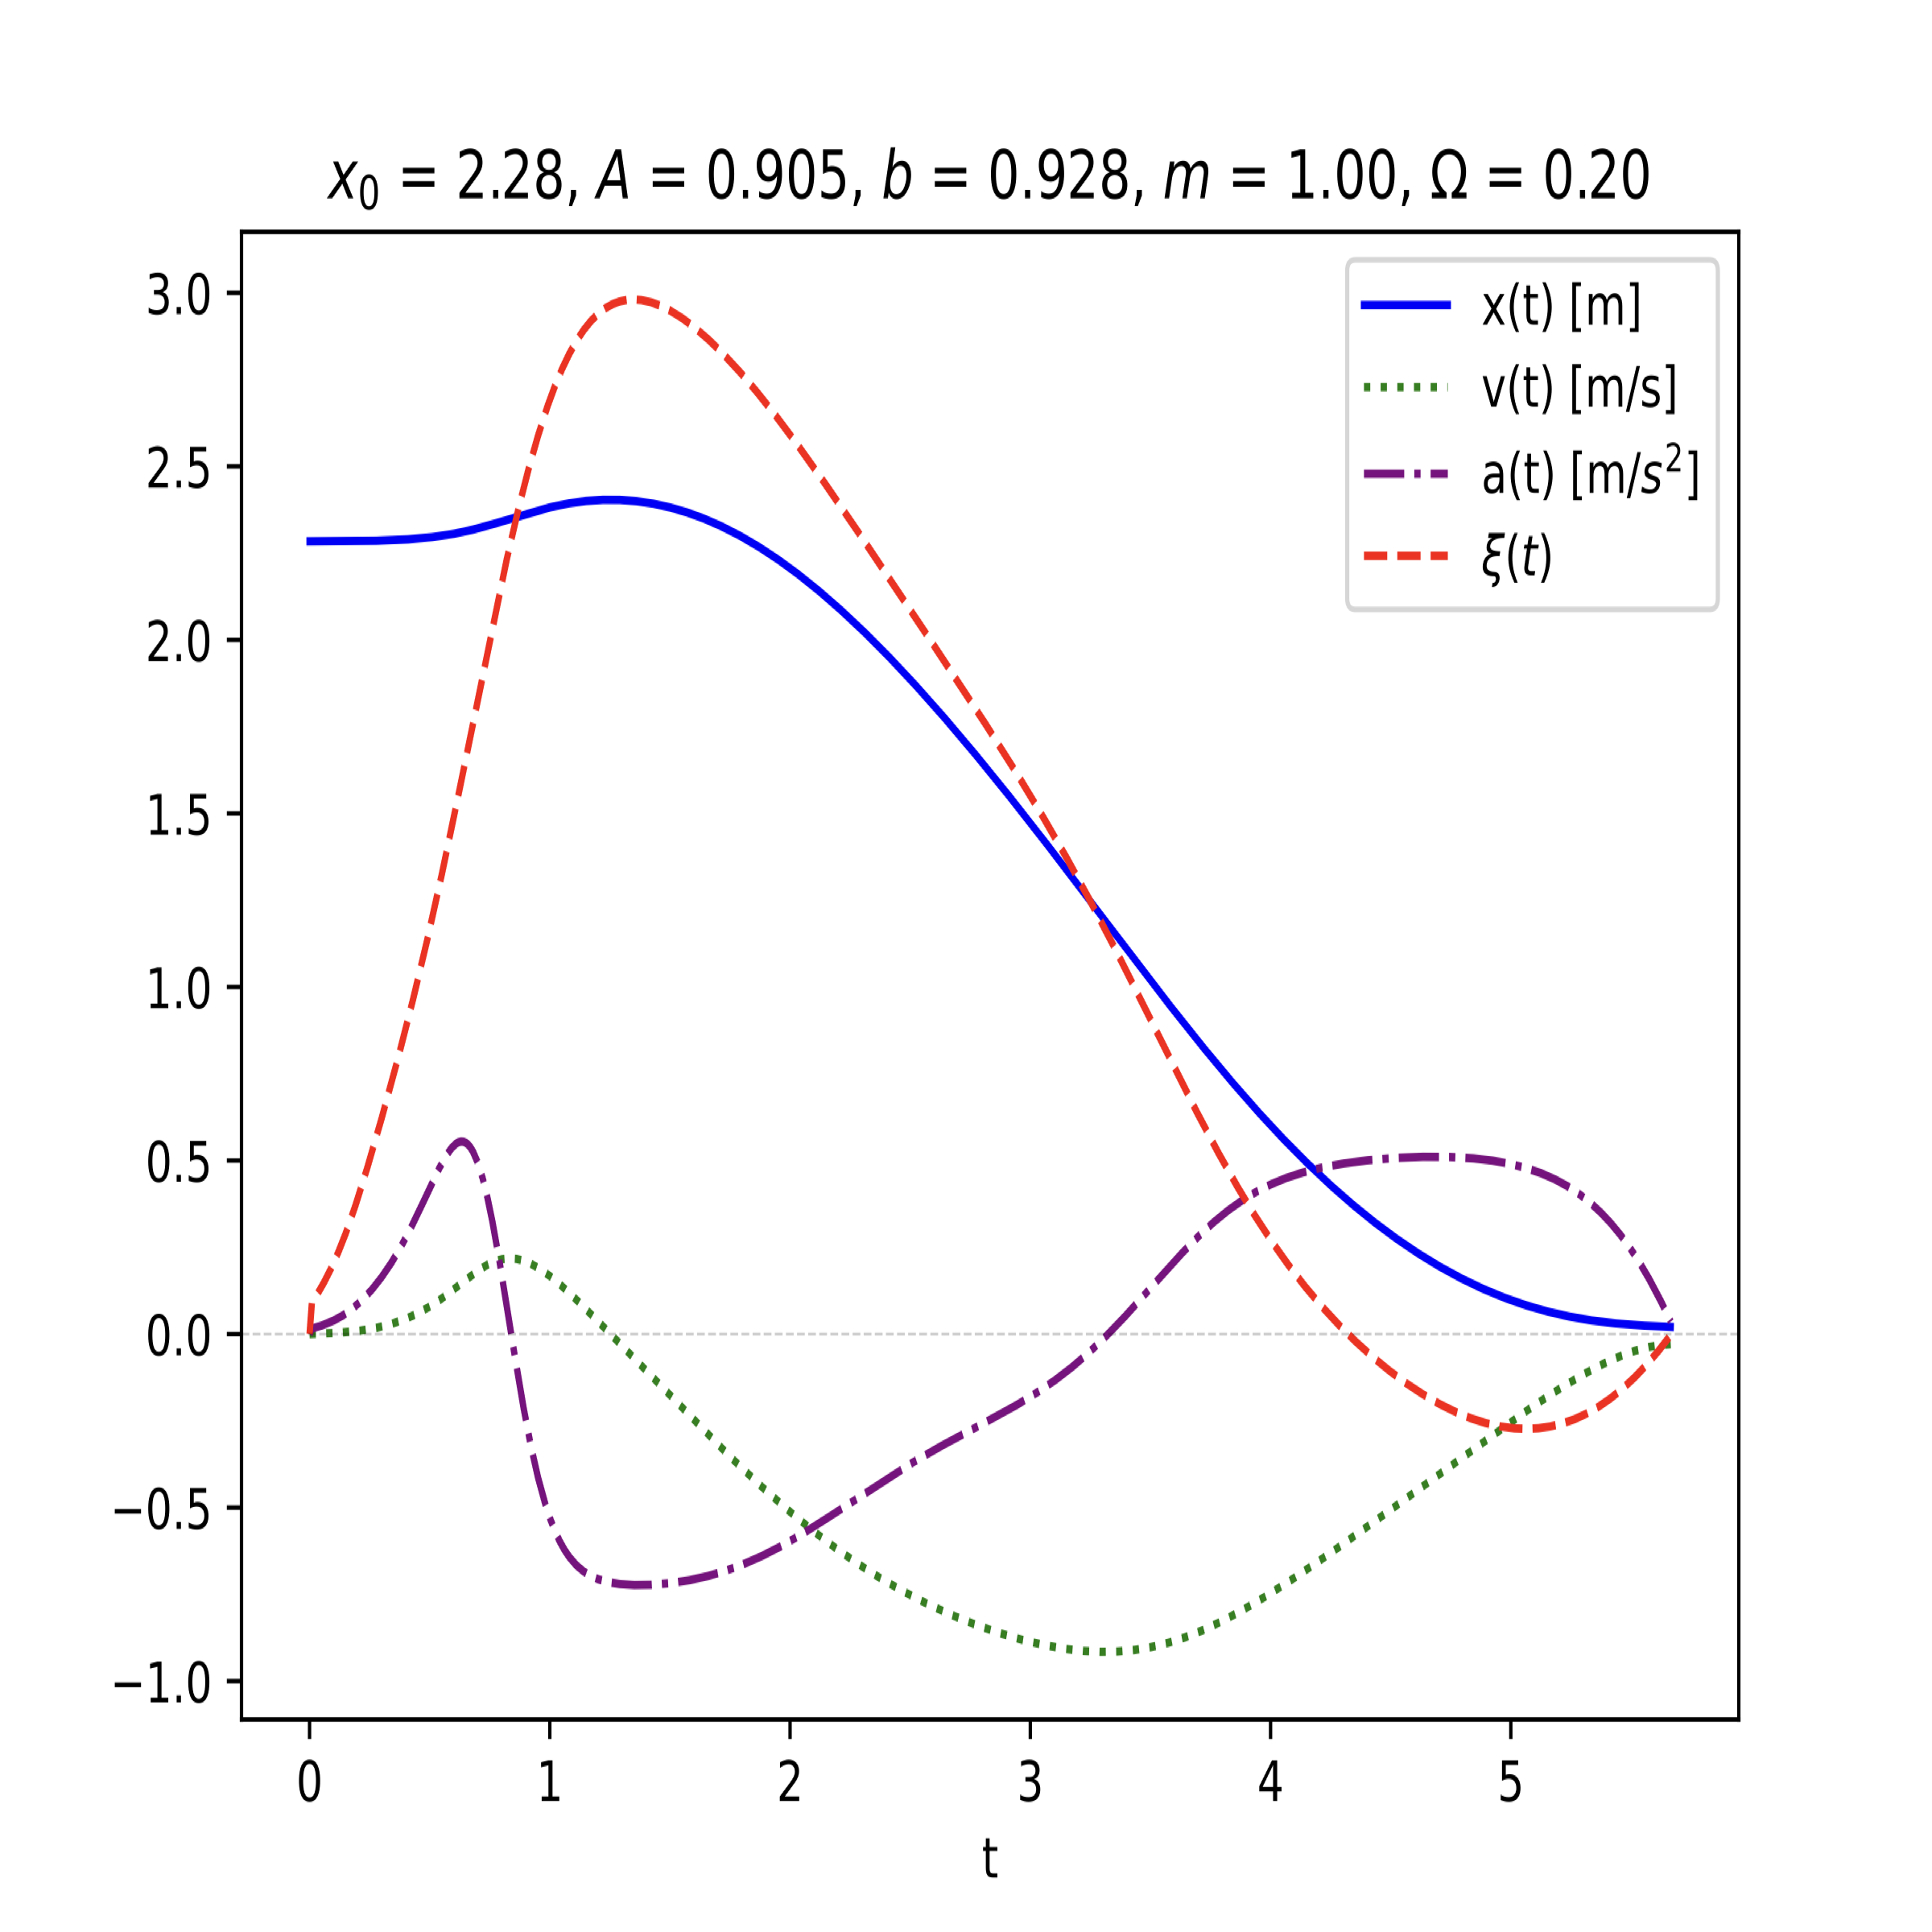 x₀ = 2.28, A = 0.905, b = 0.928, m = 1.00, Ω = 0.20
x(t) [m]
v(t) [m/s]
a(t) [m/s²]
ξ(t)
3.0
2.5
2.0
1.5
1.0
0.5
0.0
−0.5
−1.0
0 1 2 3 4 5
t